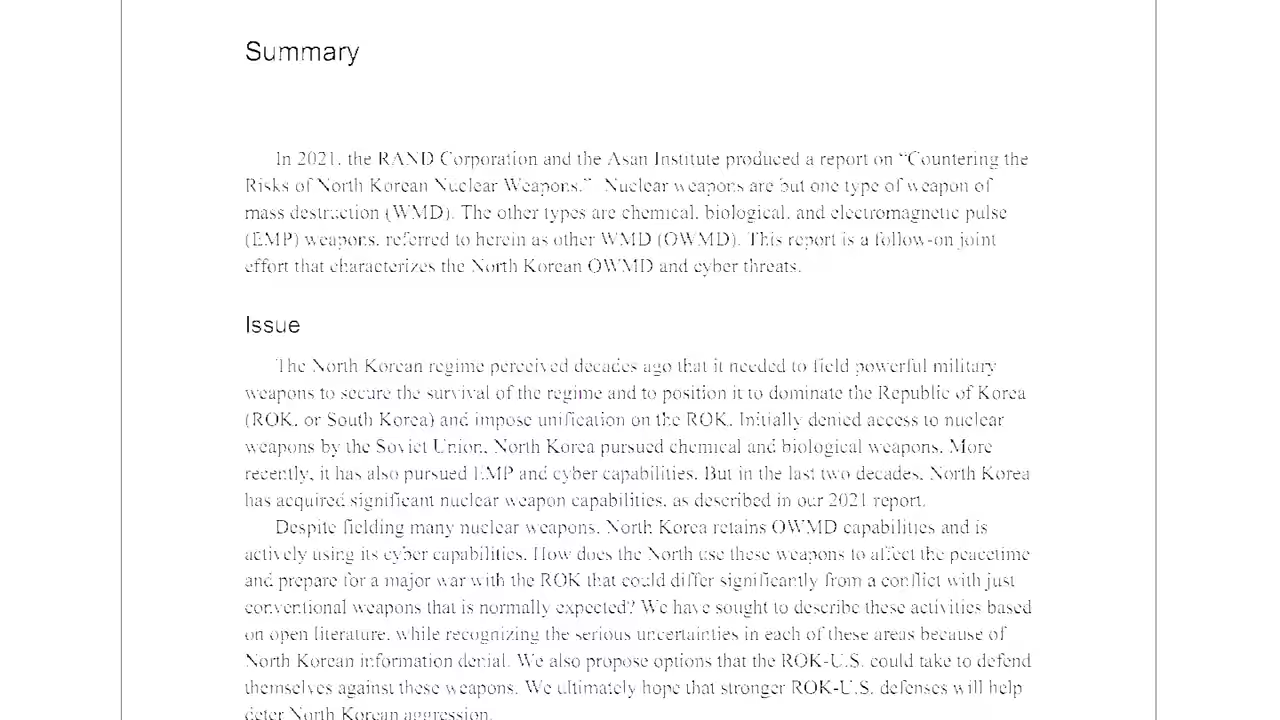 Summary
In 2021, the RAND Corporation and the Asan Institute produced a report on “Countering the
Risks of North Korean Nuclear Weapons.” Nuclear weapons are but one type of weapon of
mass destruction (WMD). The other types are chemical, biological, and electromagnetic pulse
(EMP) weapons, referred to herein as other WMD (OWMD). This report is a follow-on joint
effort that characterizes the North Korean OWMD and cyber threats.
Issue
The North Korean regime perceived decades ago that it needed to field powerful military
weapons to secure the survival of the regime and to position it to dominate the Republic of Korea
(ROK, or South Korea) and impose unification on the ROK. Initially denied access to nuclear
weapons by the Soviet Union, North Korea pursued chemical and biological weapons. More
recently, it has also pursued EMP and cyber capabilities. But in the last two decades, North Korea
has acquired significant nuclear weapon capabilities, as described in our 2021 report.
Despite fielding many nuclear weapons, North Korea retains OWMD capabilities and is
actively using its cyber capabilities. How does the North use these weapons to affect the peacetime
and prepare for a major war with the ROK that could differ significantly from a conflict with just
conventional weapons that is normally expected? We have sought to describe these activities based
on open literature, while recognizing the serious uncertainties in each of these areas because of
North Korean information denial. We also propose options that the ROK-U.S. could take to defend
themselves against these weapons. We ultimately hope that stronger ROK-U.S. defenses will help
deter North Korean aggression.